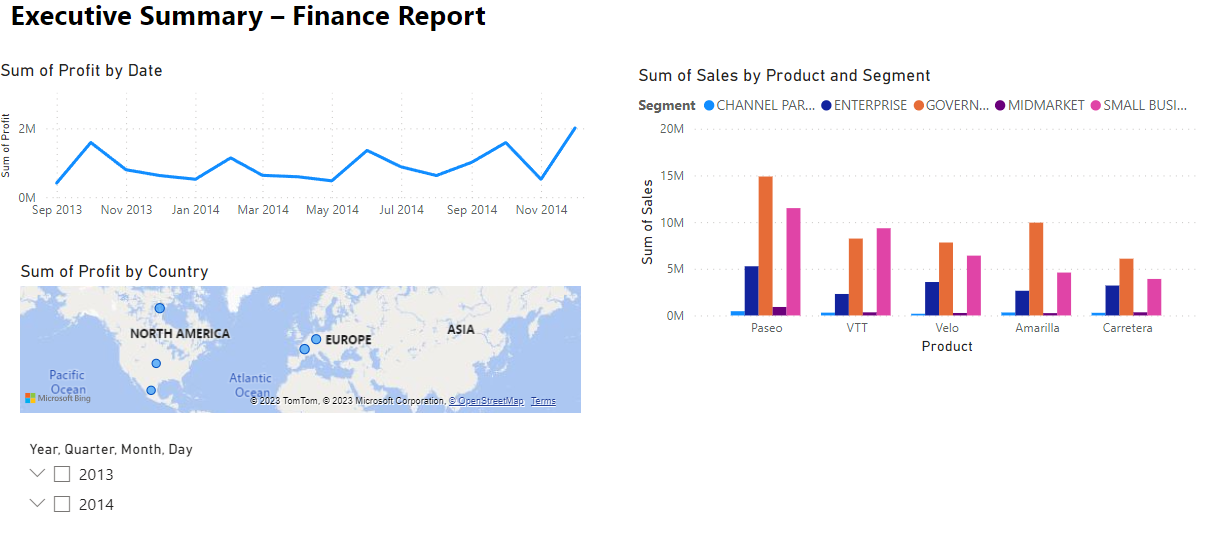 Executive Summary – Finance Report
Sum of Profit by Date
Sum of Profit
2M
0M
Sep 2013 Nov 2013 Jan 2014 Mar 2014 May 2014 Jul 2014 Sep 2014 Nov 2014
Sum of Profit by Country
NORTH AMERICA
EUROPE
ASIA
Pacific
Ocean
Atlantic
Ocean
Microsoft Bing
© 2023 TomTom, © 2023 Microsoft Corporation, © OpenStreetMap Terms
Year, Quarter, Month, Day
2013
2014
Sum of Sales by Product and Segment
Segment CHANNEL PAR... ENTERPRISE GOVERN... MIDMARKET SMALL BUSI...
Sum of Sales
20M
15M
10M
5M
0M
Paseo VTT Velo Amarilla Carretera
Product